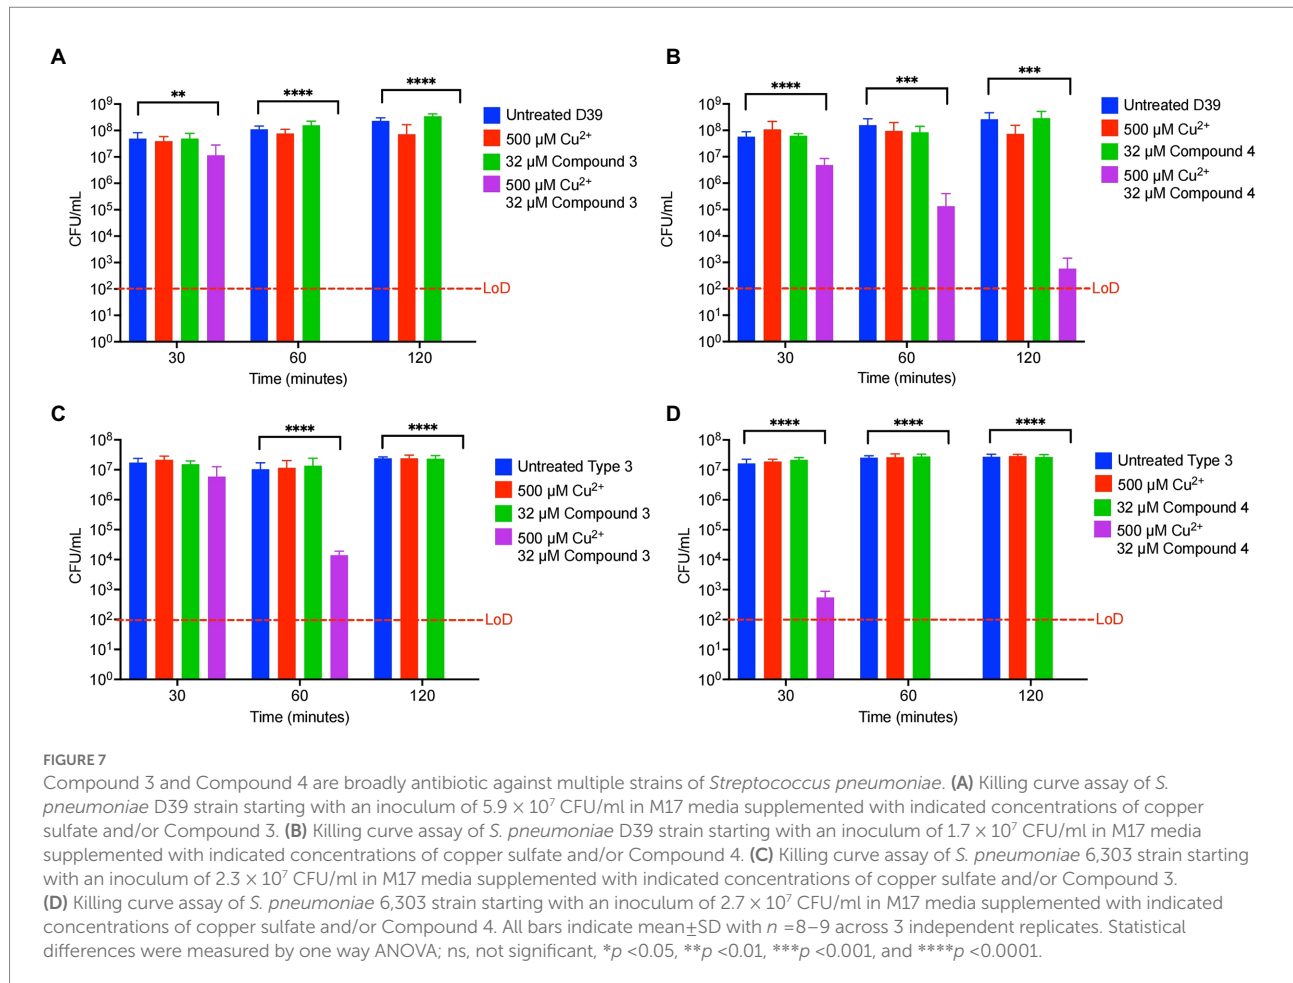 A
**
****
****
CFU/mL
10⁹
10⁸
10⁷
10⁶
10⁵
10⁴
10³
10²
10¹
10⁰
LoD
30
60
120
Time (minutes)
Untreated D39
500 µM Cu²⁺
32 µM Compound 3
500 µM Cu²⁺
32 µM Compound 3
B
****
***
***
CFU/mL
10⁹
10⁸
10⁷
10⁶
10⁵
10⁴
10³
10²
10¹
10⁰
LoD
30
60
120
Time (minutes)
Untreated D39
500 µM Cu²⁺
32 µM Compound 4
500 µM Cu²⁺
32 µM Compound 4
C
****
****
CFU/mL
10⁸
10⁷
10⁶
10⁵
10⁴
10³
10²
10¹
10⁰
LoD
30
60
120
Time (minutes)
Untreated Type 3
500 µM Cu²⁺
32 µM Compound 3
500 µM Cu²⁺
32 µM Compound 3
D
****
****
****
CFU/mL
10⁸
10⁷
10⁶
10⁵
10⁴
10³
10²
10¹
10⁰
LoD
30
60
120
Time (minutes)
Untreated Type 3
500 µM Cu²⁺
32 µM Compound 4
500 µM Cu²⁺
32 µM Compound 4
FIGURE 7
Compound 3 and Compound 4 are broadly antibiotic against multiple strains of Streptococcus pneumoniae. (A) Killing curve assay of S.
pneumoniae D39 strain starting with an inoculum of 5.9 × 10⁷ CFU/ml in M17 media supplemented with indicated concentrations of copper
sulfate and/or Compound 3. (B) Killing curve assay of S. pneumoniae D39 strain starting with an inoculum of 1.7 × 10⁷ CFU/ml in M17 media
supplemented with indicated concentrations of copper sulfate and/or Compound 4. (C) Killing curve assay of S. pneumoniae 6,303 strain starting
with an inoculum of 2.3 × 10⁷ CFU/ml in M17 media supplemented with indicated concentrations of copper sulfate and/or Compound 3.
(D) Killing curve assay of S. pneumoniae 6,303 strain starting with an inoculum of 2.7 × 10⁷ CFU/ml in M17 media supplemented with indicated
concentrations of copper sulfate and/or Compound 4. All bars indicate mean±SD with n =8–9 across 3 independent replicates. Statistical
differences were measured by one way ANOVA; ns, not significant, *p <0.05, **p <0.01, ***p <0.001, and ****p <0.0001.